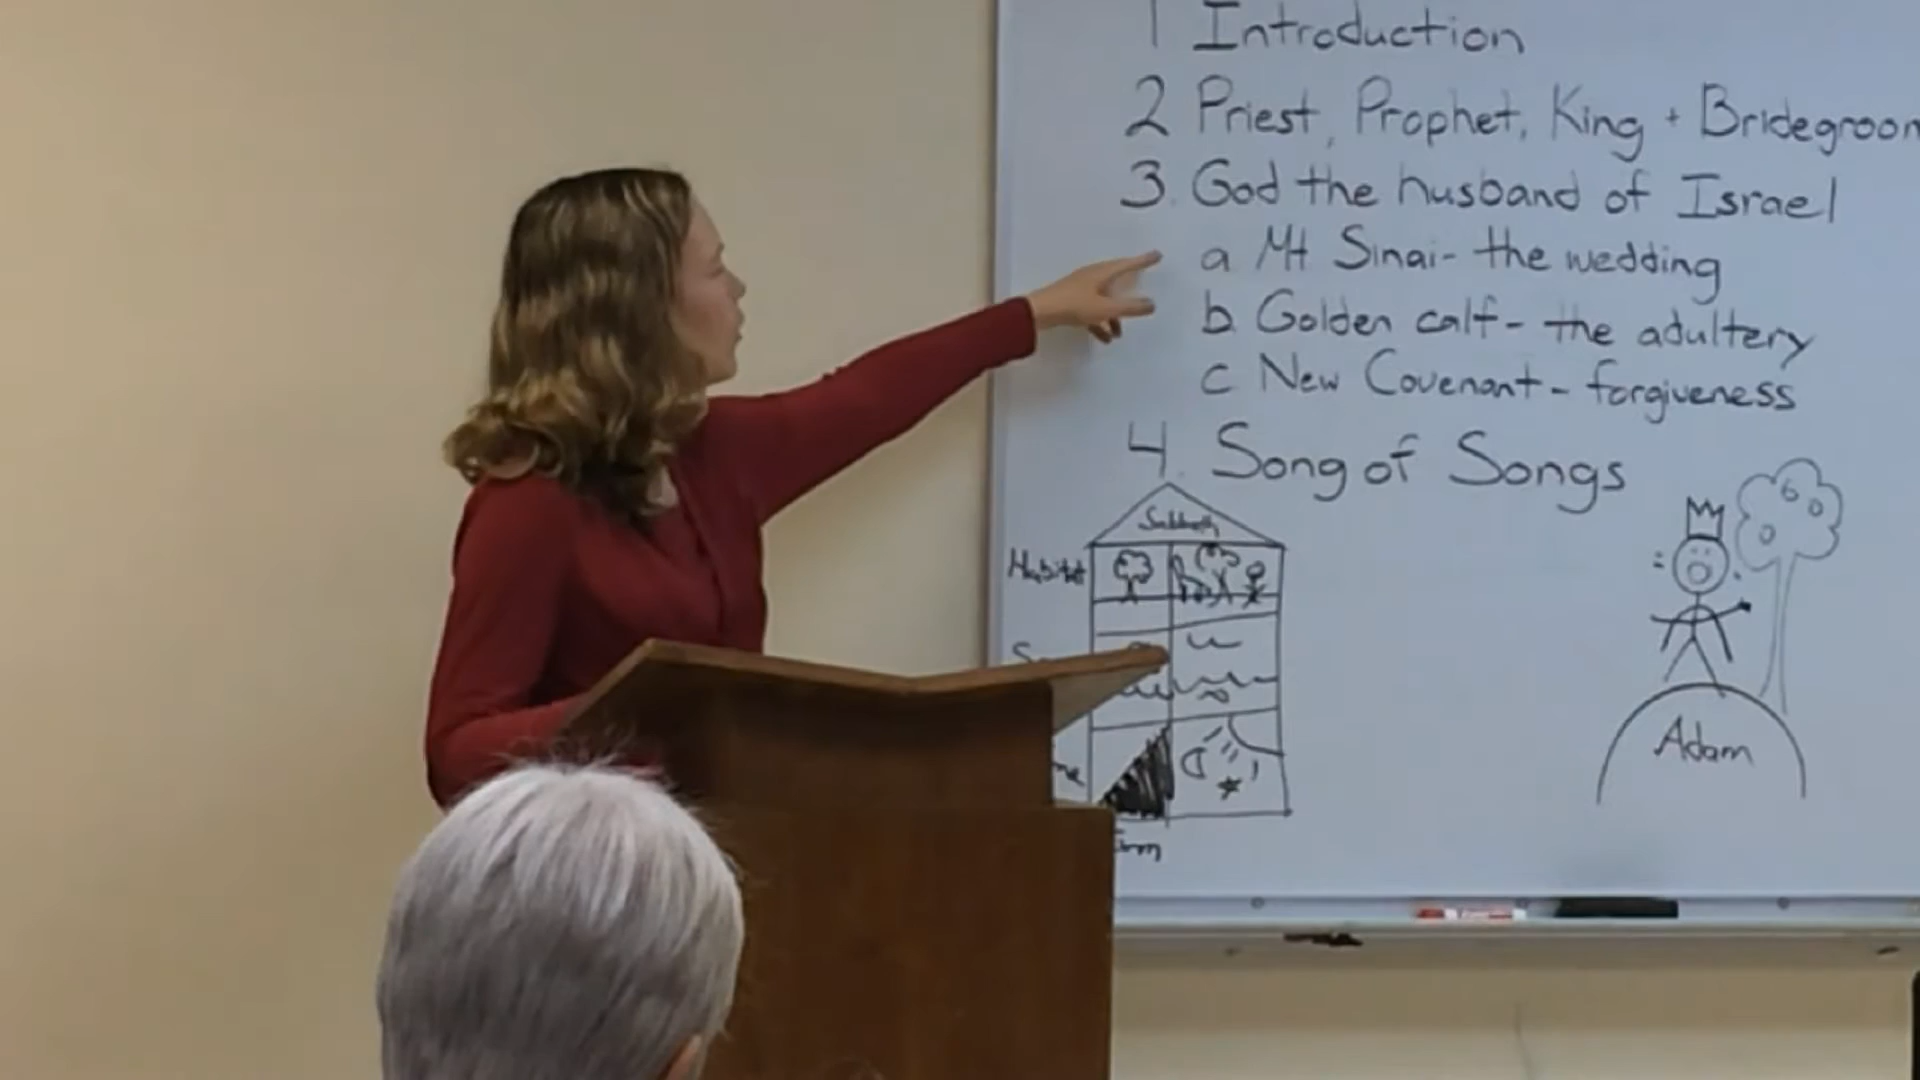 1 Introduction
2 Priest, Prophet, King + Bridegroom
3. God the husband of Israel
a Mt Sinai - the wedding
b. Golden calf - the adultery
c New Covenant - forgiveness
4. Song of Songs
Sabbath
Habitat
Adam